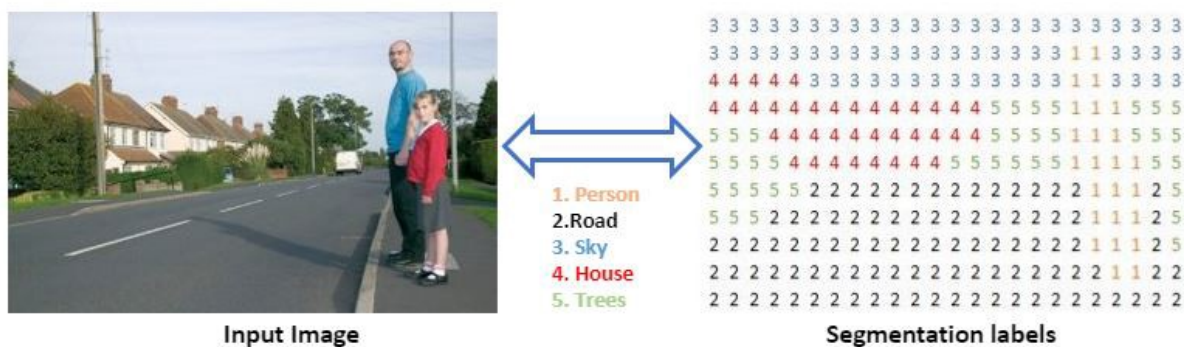 3 3 3 3 3 3 3 3 3 3 3 3 3 3 3 3 3 3 3 3 3 3 3 3
3 3 3 3 3 3 3 3 3 3 3 3 3 3 3 3 3 3 1 1 3 3 3 3
4 4 4 4 4 3 3 3 3 3 3 3 3 3 3 3 3 3 1 1 3 3 3 3
4 4 4 4 4 4 4 4 4 4 4 4 4 4 5 5 5 5 1 1 1 5 5 5
5 5 5 4 4 4 4 4 4 4 4 4 4 4 5 5 5 5 1 1 1 5 5 5
5 5 5 5 4 4 4 4 4 4 4 4 5 5 5 5 5 5 1 1 1 1 5 5
5 5 5 5 5 2 2 2 2 2 2 2 2 2 2 2 2 2 2 1 1 1 2 5
5 5 5 2 2 2 2 2 2 2 2 2 2 2 2 2 2 2 2 1 1 1 2 5
2 2 2 2 2 2 2 2 2 2 2 2 2 2 2 2 2 2 2 1 1 1 2 5
2 2 2 2 2 2 2 2 2 2 2 2 2 2 2 2 2 2 2 2 1 1 2 2
2 2 2 2 2 2 2 2 2 2 2 2 2 2 2 2 2 2 2 2 2 2 2 2
1. Person
2.Road
3. Sky
4. House
5. Trees
Input Image
Segmentation labels